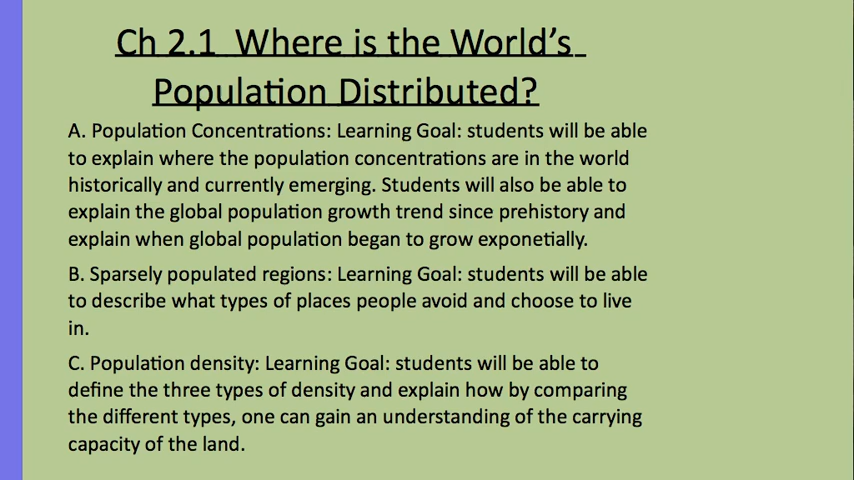 Ch 2.1 Where is the World's
Population Distributed?
A. Population Concentrations: Learning Goal: students will be able
to explain where the population concentrations are in the world
historically and currently emerging. Students will also be able to
explain the global population growth trend since prehistory and
explain when global population began to grow exponetially.
B. Sparsely populated regions: Learning Goal: students will be able
to describe what types of places people avoid and choose to live
in.
C. Population density: Learning Goal: students will be able to
define the three types of density and explain how by comparing
the different types, one can gain an understanding of the carrying
capacity of the land.